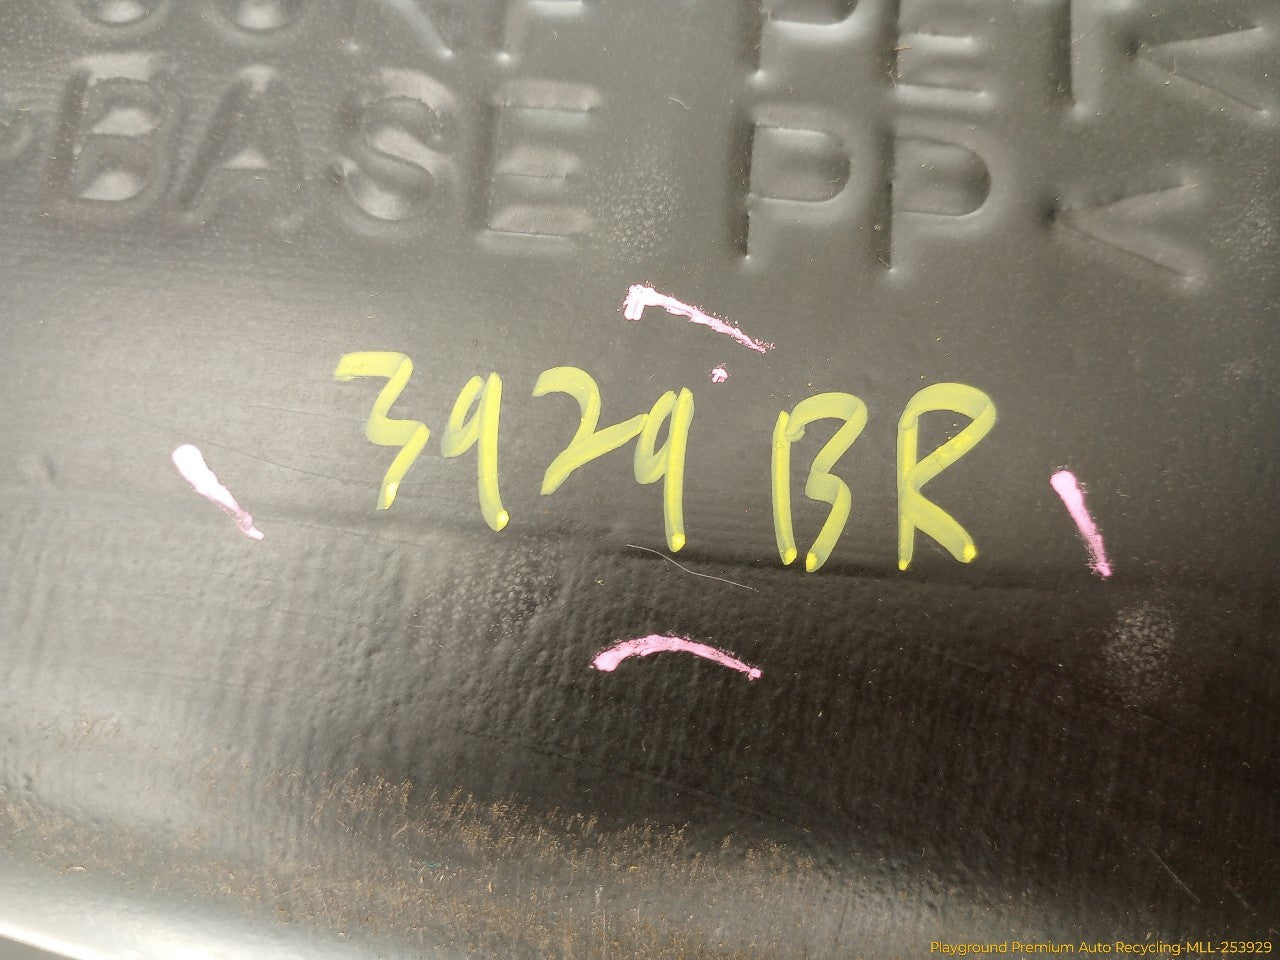 BASE PP<
3929 BR
Playground Premium Auto Recycling-MLL-253929